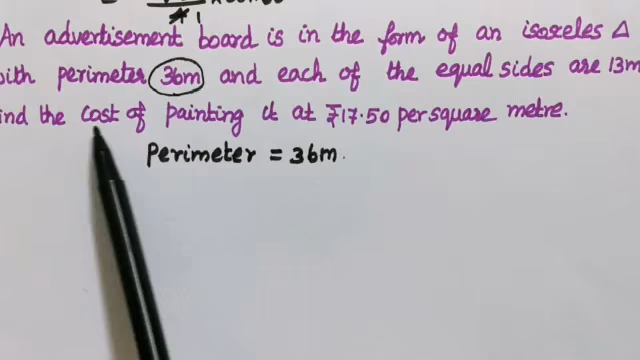 An advertisement board is in the form of an isosceles Δ
with perimeter 36m and each of the equal sides are 13m
find the cost of painting it at ₹17.50 per square metre.
Perimeter = 36m.